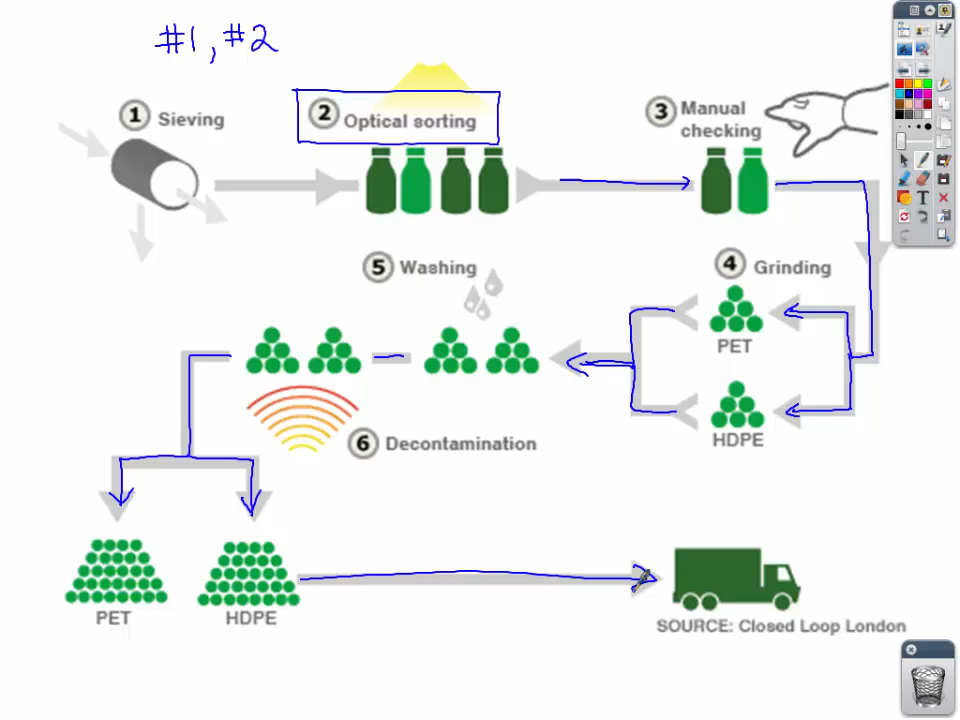 #1, #2
1 Sieving
2 Optical sorting
3 Manual
checking
5 Washing
4 Grinding
PET
HDPE
6 Decontamination
PET
HDPE
SOURCE: Closed Loop London
T